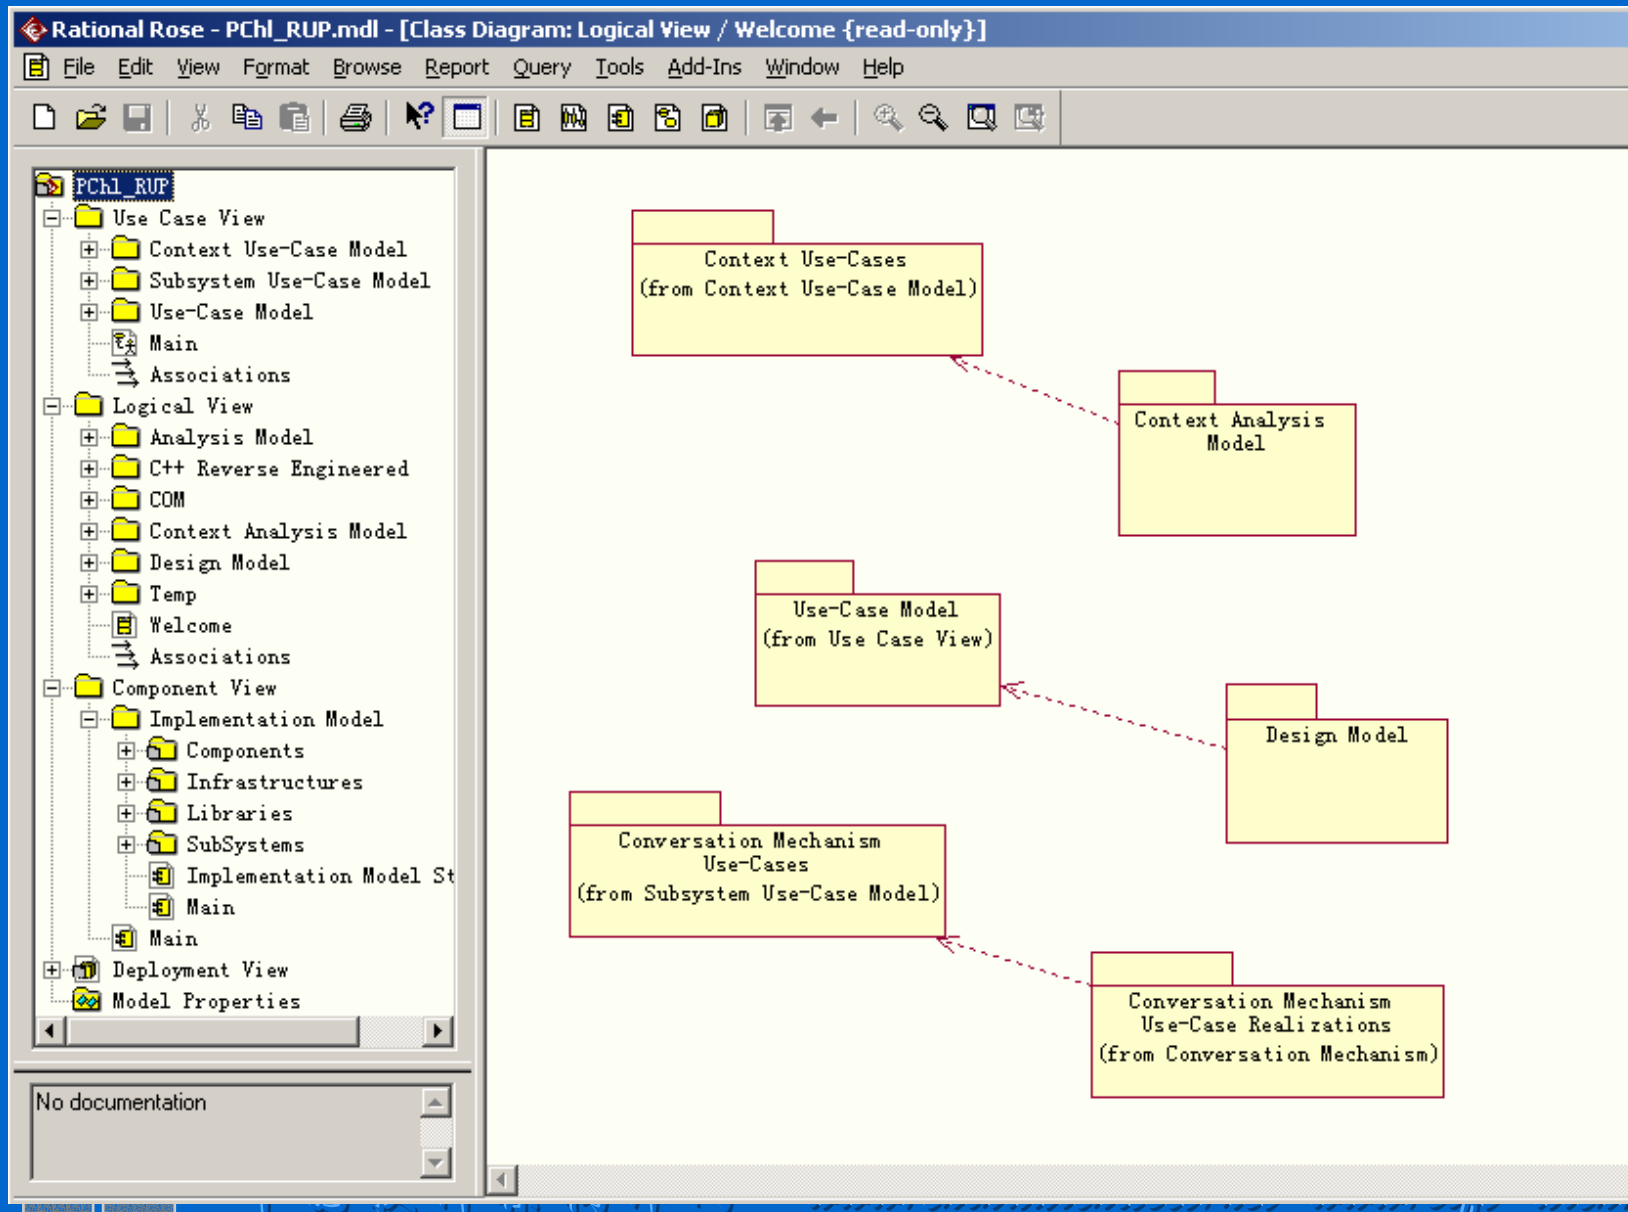 Rational Rose - PChl_RUP.mdl - [Class Diagram: Logical View / Welcome {read-only}]
File Edit View Format Browse Report Query Tools Add-Ins Window Help
PChl_RUP
Use Case View
Context Use-Case Model
Subsystem Use-Case Model
Use-Case Model
Main
Associations
Logical View
Analysis Model
C++ Reverse Engineered
COM
Context Analysis Model
Design Model
Temp
Welcome
Associations
Component View
Implementation Model
Components
Infrastructures
Libraries
SubSystems
Implementation Model St
Main
Main
Deployment View
Model Properties
No documentation
Context Use-Cases
(from Context Use-Case Model)
Context Analysis
Model
Use-Case Model
(from Use Case View)
Design Model
Conversation Mechanism
Use-Cases
(from Subsystem Use-Case Model)
Conversation Mechanism
Use-Case Realizations
(from Conversation Mechanism)